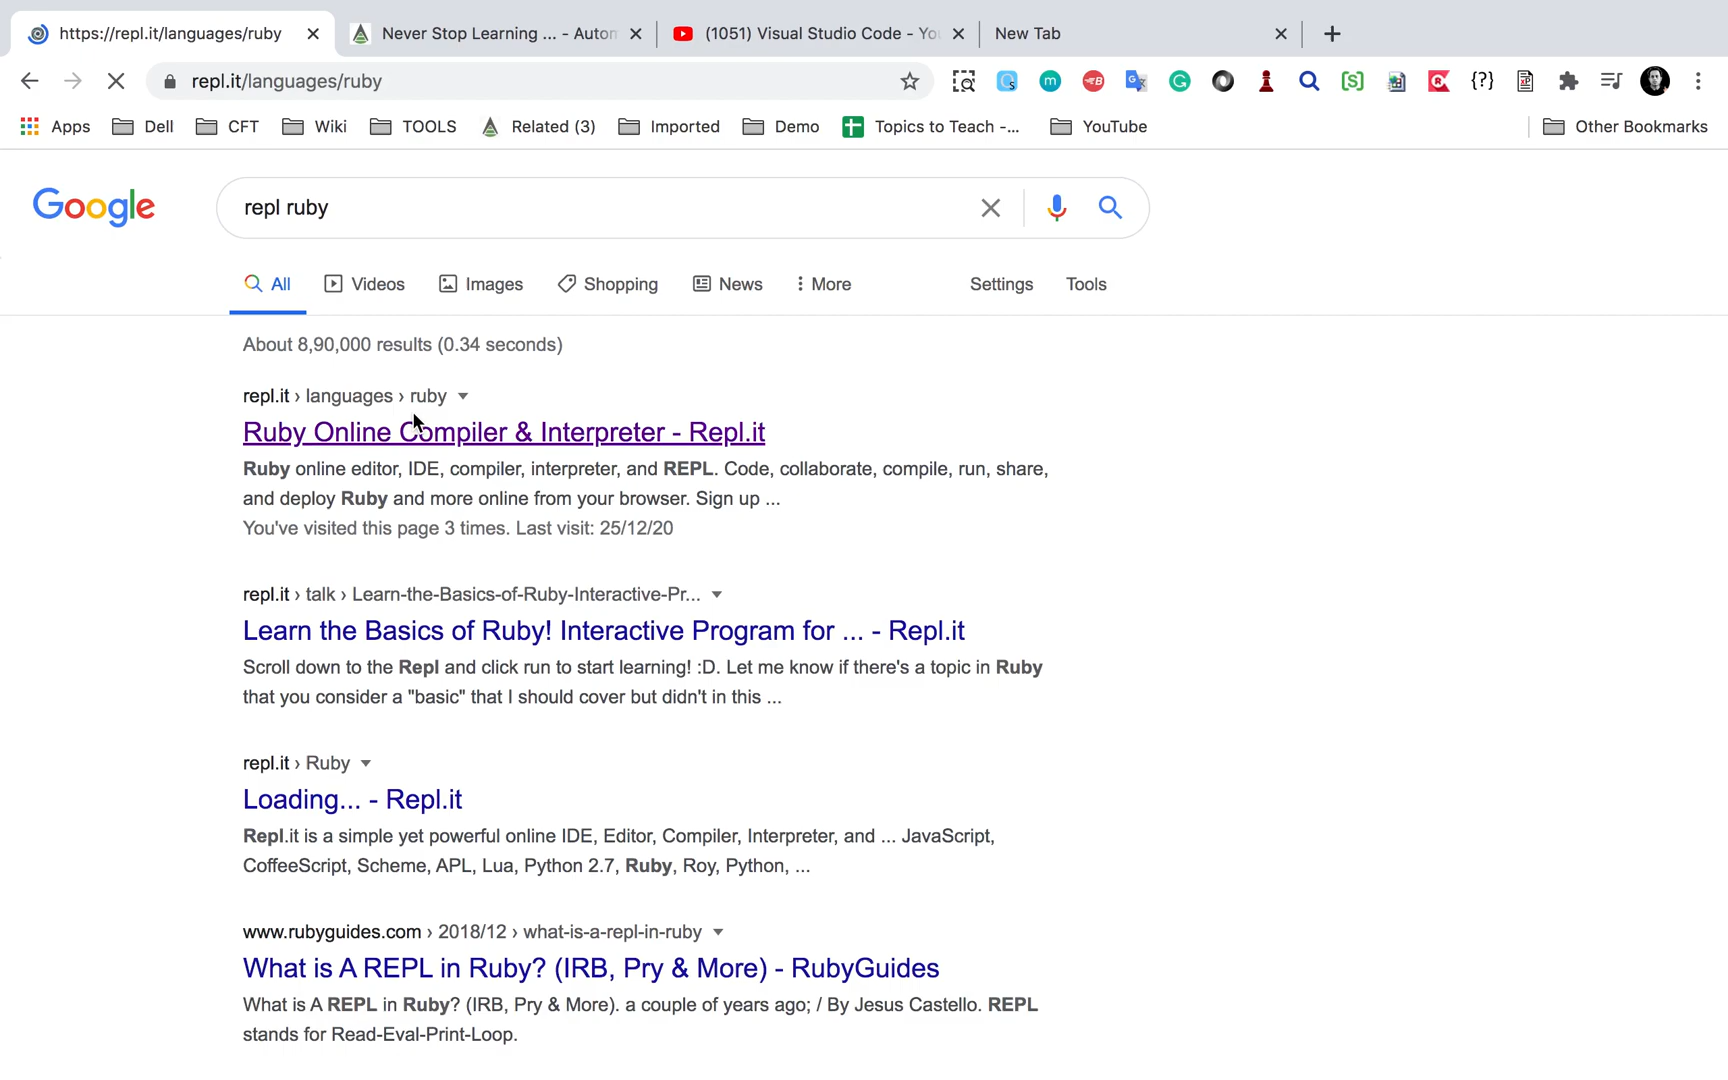 https://repl.it/languages/ruby
Never Stop Learning ... - Autom
(1051) Visual Studio Code - Yo
New Tab
repl.it/languages/ruby
Apps
Dell
CFT
Wiki
TOOLS
Related (3)
Imported
Demo
Topics to Teach -...
YouTube
Other Bookmarks
Google
repl ruby
All
Videos
Images
Shopping
News
More
Settings
Tools
About 8,90,000 results (0.34 seconds)
repl.it › languages › ruby
Ruby Online Compiler & Interpreter - Repl.it
Ruby online editor, IDE, compiler, interpreter, and REPL. Code, collaborate, compile, run, share,
and deploy Ruby and more online from your browser. Sign up ...
You've visited this page 3 times. Last visit: 25/12/20
repl.it › talk › Learn-the-Basics-of-Ruby-Interactive-Pr...
Learn the Basics of Ruby! Interactive Program for ... - Repl.it
Scroll down to the Repl and click run to start learning! :D. Let me know if there's a topic in Ruby
that you consider a "basic" that I should cover but didn't in this ...
repl.it › Ruby
Loading... - Repl.it
Repl.it is a simple yet powerful online IDE, Editor, Compiler, Interpreter, and ... JavaScript,
CoffeeScript, Scheme, APL, Lua, Python 2.7, Ruby, Roy, Python, ...
www.rubyguides.com › 2018/12 › what-is-a-repl-in-ruby
What is A REPL in Ruby? (IRB, Pry & More) - RubyGuides
What is A REPL in Ruby? (IRB, Pry & More). a couple of years ago; / By Jesus Castello. REPL
stands for Read-Eval-Print-Loop.